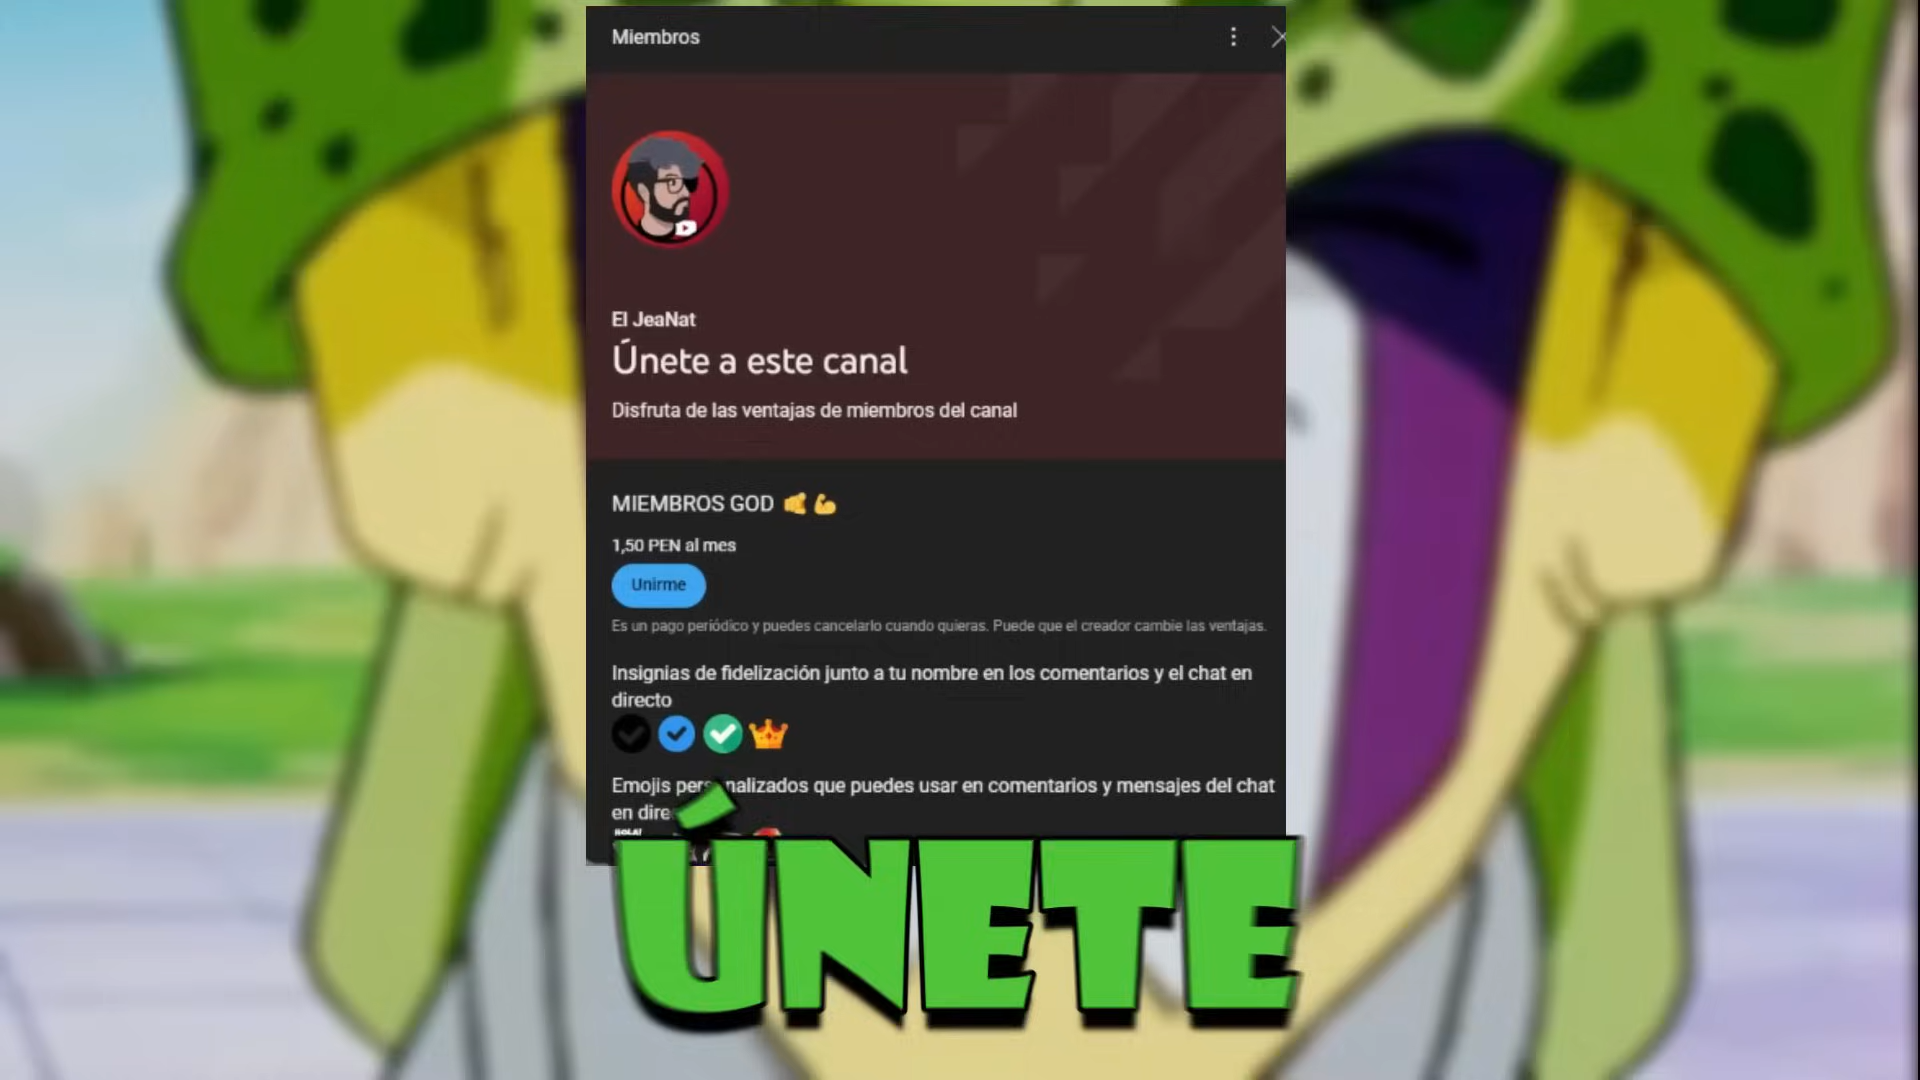 Miembros
El JeaNat
Únete a este canal
Disfruta de las ventajas de miembros del canal
MIEMBROS GOD 🤜💪
1,50 PEN al mes
Unirme
Es un pago periódico y puedes cancelarlo cuando quieras. Puede que el creador cambie las ventajas.
Insignias de fidelización junto a tu nombre en los comentarios y el chat en
directo
Emojis personalizados que puedes usar en comentarios y mensajes del chat
en dire
HOLA!
ÚNETE